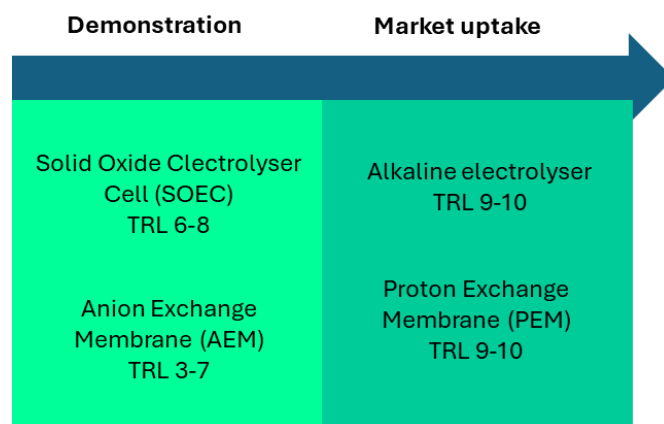 Demonstration
Market uptake
Solid Oxide Clectrolyser
Cell (SOEC)
TRL 6-8
Anion Exchange
Membrane (AEM)
TRL 3-7
Alkaline electrolyser
TRL 9-10
Proton Exchange
Membrane (PEM)
TRL 9-10